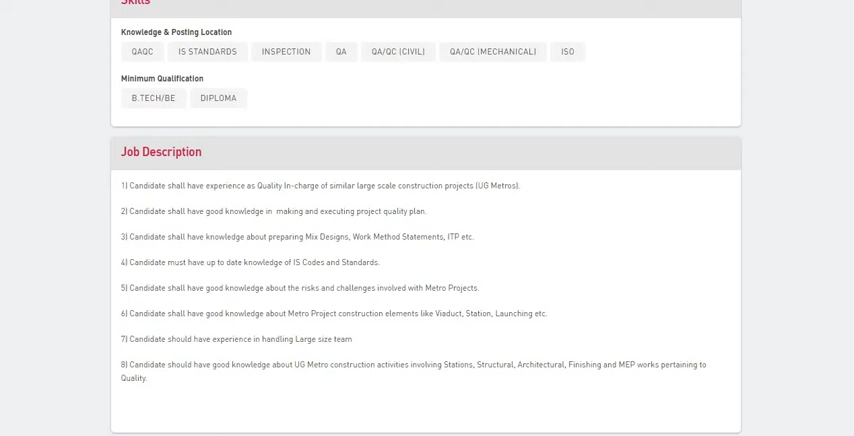 Skills
Knowledge & Posting Location
QAQC IS STANDARDS INSPECTION QA QA/QC (CIVIL) QA/QC (MECHANICAL) ISO
Minimum Qualification
B.TECH/BE DIPLOMA
Job Description
1) Candidate shall have experience as Quality In-charge of similar large scale construction projects (UG Metros).
2) Candidate shall have good knowledge in making and executing project quality plan.
3) Candidate shall have knowledge about preparing Mix Designs, Work Method Statements, ITP etc.
4) Candidate must have up to date knowledge of IS Codes and Standards.
5) Candidate shall have good knowledge about the risks and challenges involved with Metro Projects.
6) Candidate shall have good knowledge about Metro Project construction elements like Viaduct, Station, Launching etc.
7) Candidate should have experience in handling Large size team
8) Candidate should have good knowledge about UG Metro construction activities involving Stations, Structural, Architectural, Finishing and MEP works pertaining to
Quality.